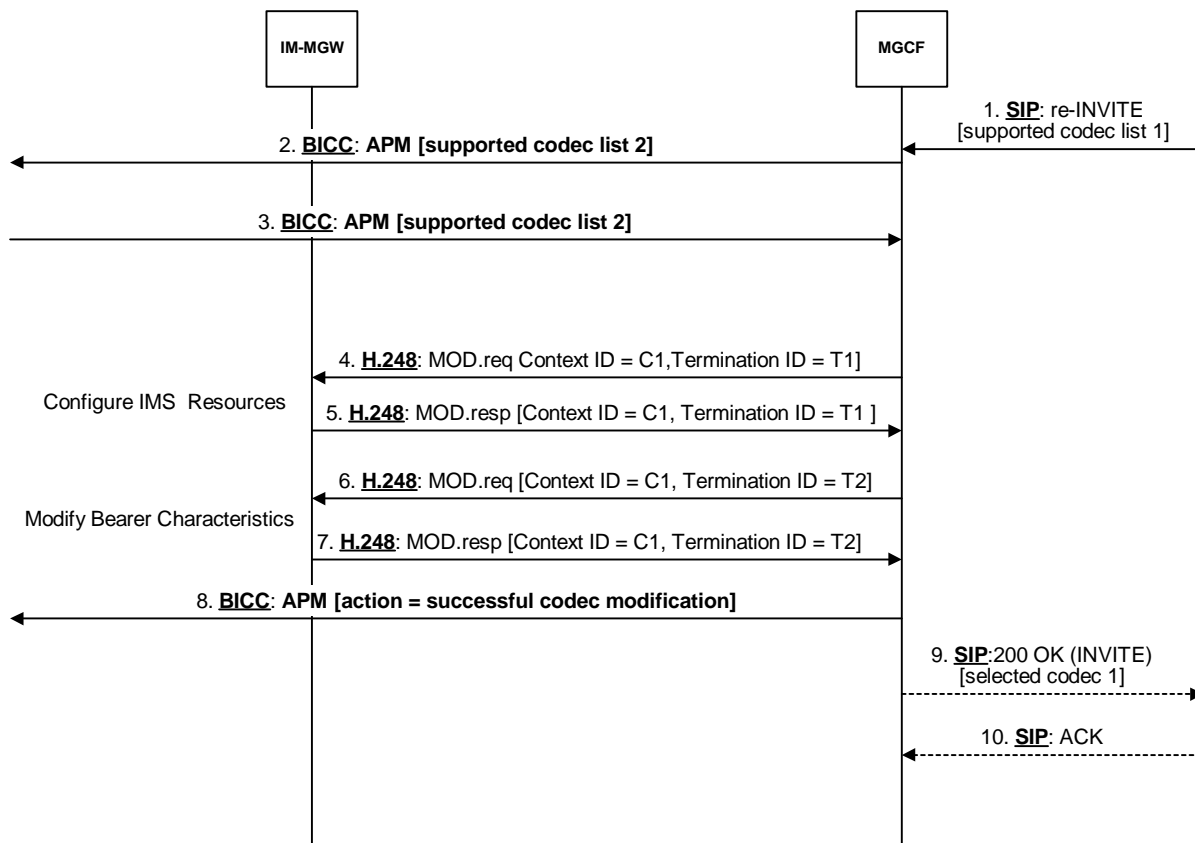 IM-MGW
MGCF
1. SIP: re-INVITE
[supported codec list 1]
2. BICC: APM [supported codec list 2]
3. BICC: APM [supported codec list 2]
4. H.248: MOD.req Context ID = C1,Termination ID = T1]
Configure IMS Resources
5. H.248: MOD.resp [Context ID = C1, Termination ID = T1 ]
6. H.248: MOD.req [Context ID = C1, Termination ID = T2]
Modify Bearer Characteristics
7. H.248: MOD.resp [Context ID = C1, Termination ID = T2]
8. BICC: APM [action = successful codec modification]
9. SIP:200 OK (INVITE)
[selected codec 1]
10. SIP: ACK